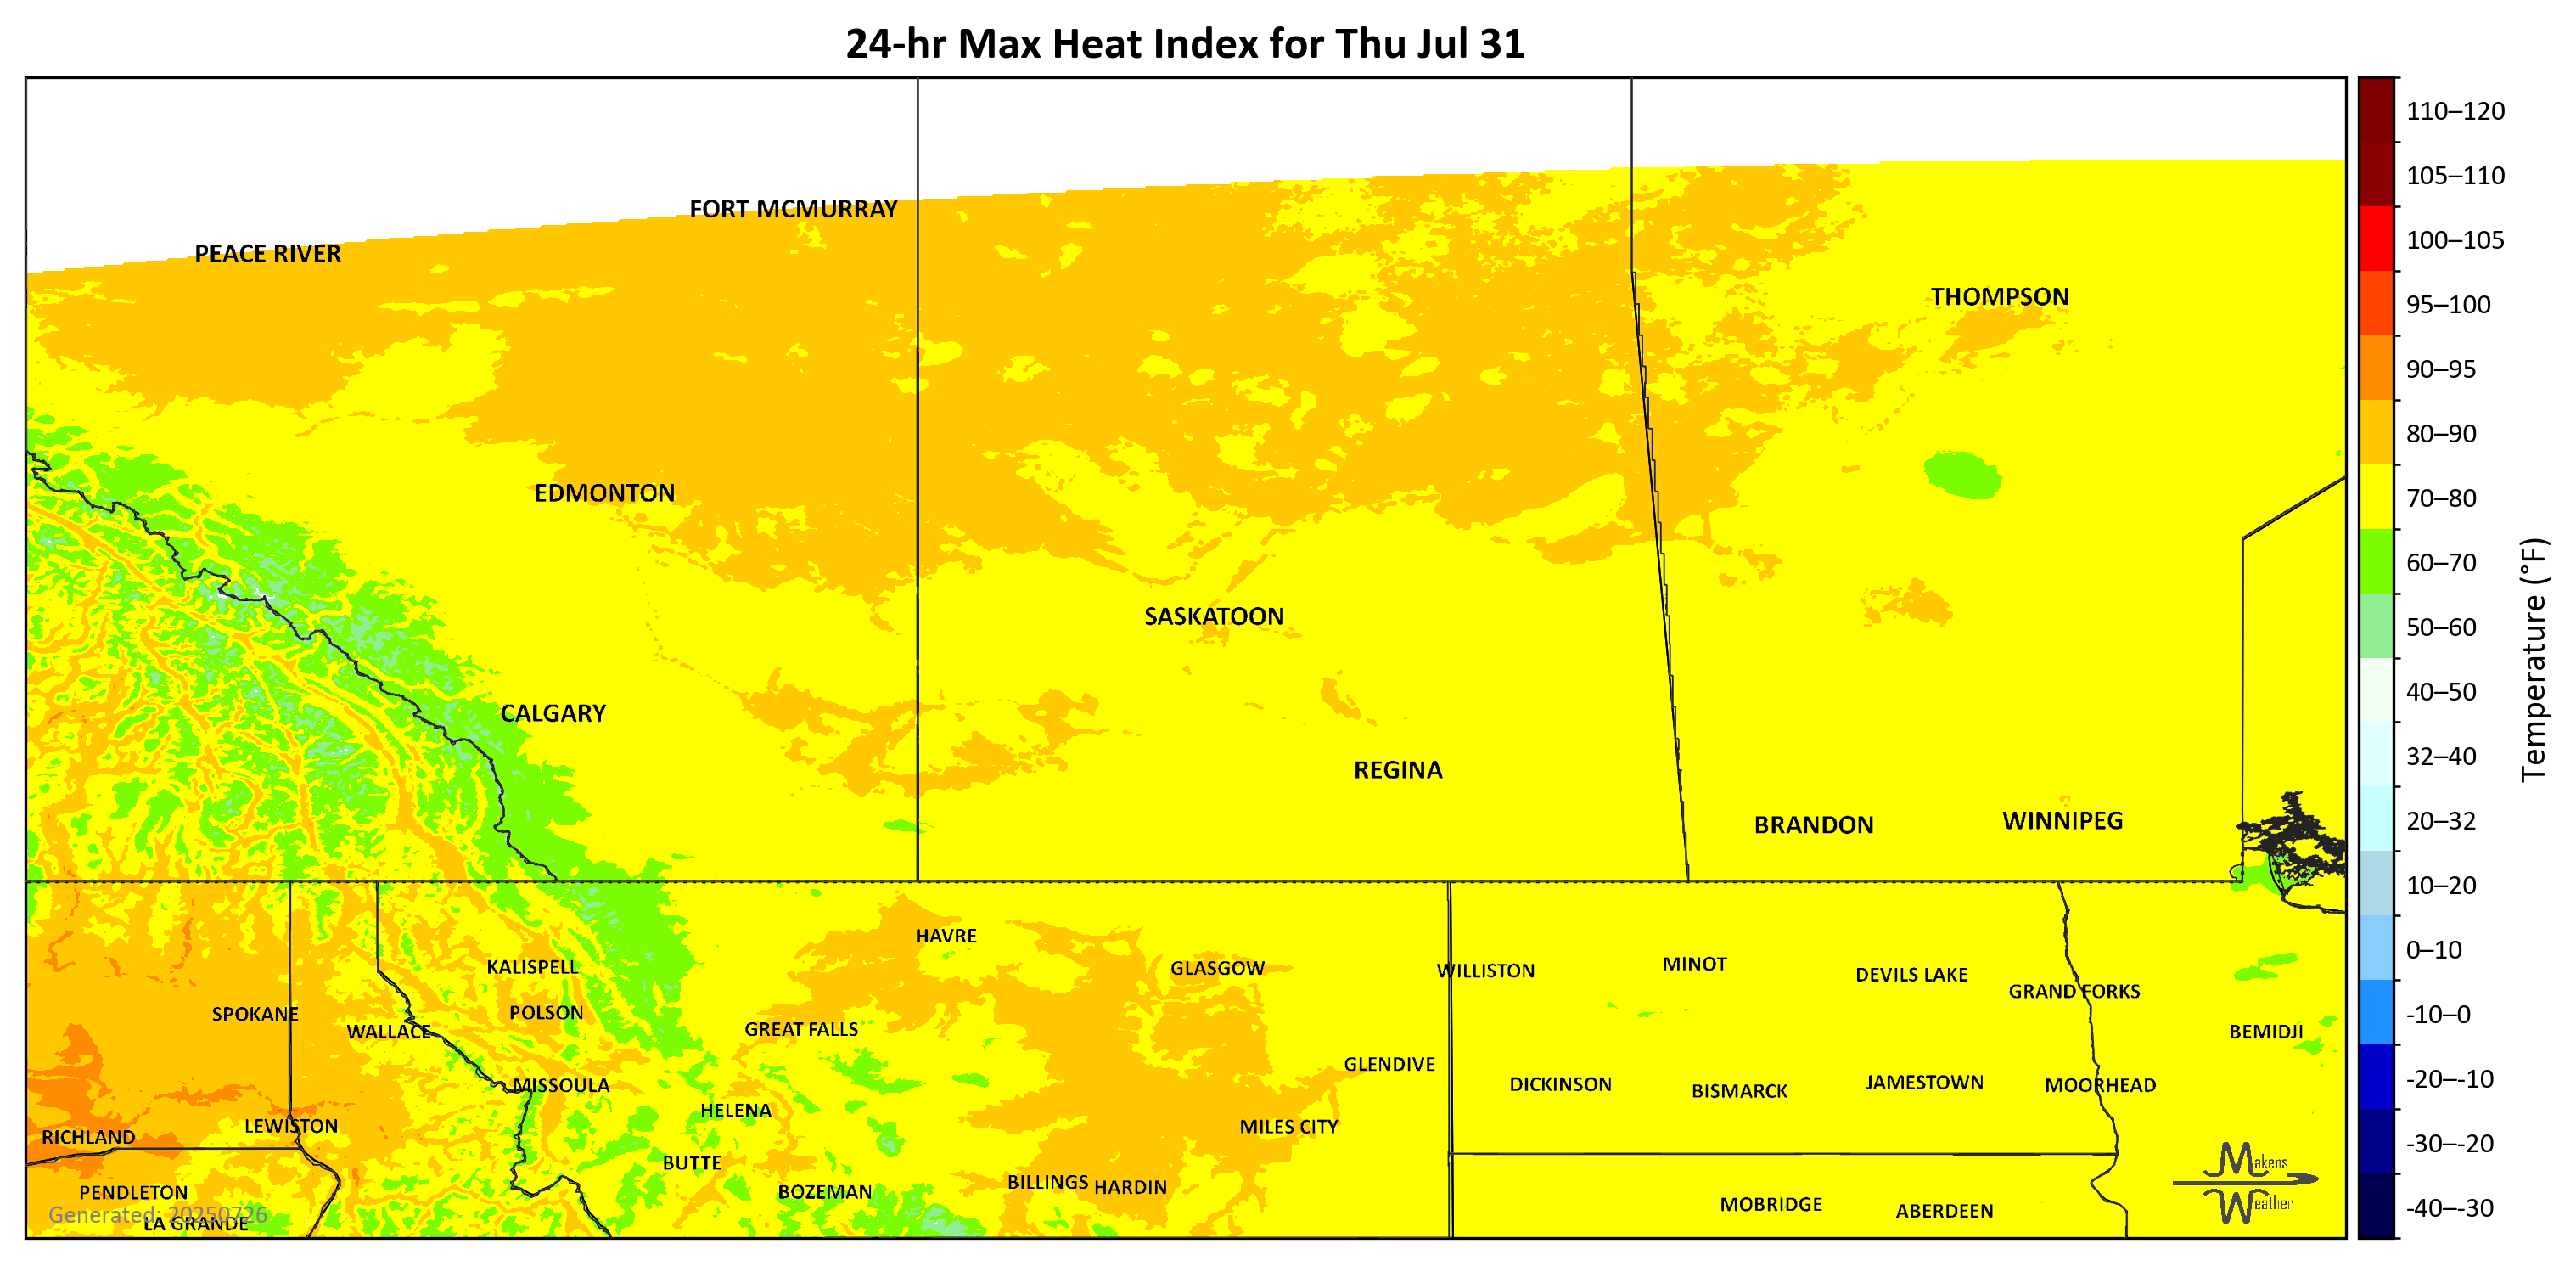 24-hr Max Heat Index for Thu Jul 31
110–120
105–110
100–105
95–100
90–95
80–90
70–80
60–70
50–60
40–50
32–40
20–32
10–20
0–10
-10–0
-20–-10
-30–-20
-40–-30
Temperature (°F)
FORT MCMURRAY
PEACE RIVER
THOMPSON
EDMONTON
SASKATOON
CALGARY
REGINA
BRANDON
WINNIPEG
HAVRE
KALISPELL
GLASGOW
WILLISTON
MINOT
DEVILS LAKE
GRAND FORKS
SPOKANE
POLSON
WALLACE
GREAT FALLS
BEMIDJI
GLENDIVE
MISSOULA
DICKINSON
BISMARCK
JAMESTOWN
MOORHEAD
HELENA
LEWISTON
MILES CITY
RICHLAND
BUTTE
BILLINGS
HARDIN
PENDLETON
BOZEMAN
MOBRIDGE
ABERDEEN
LA GRANDE
Generated: 20250726
Makens
Weather